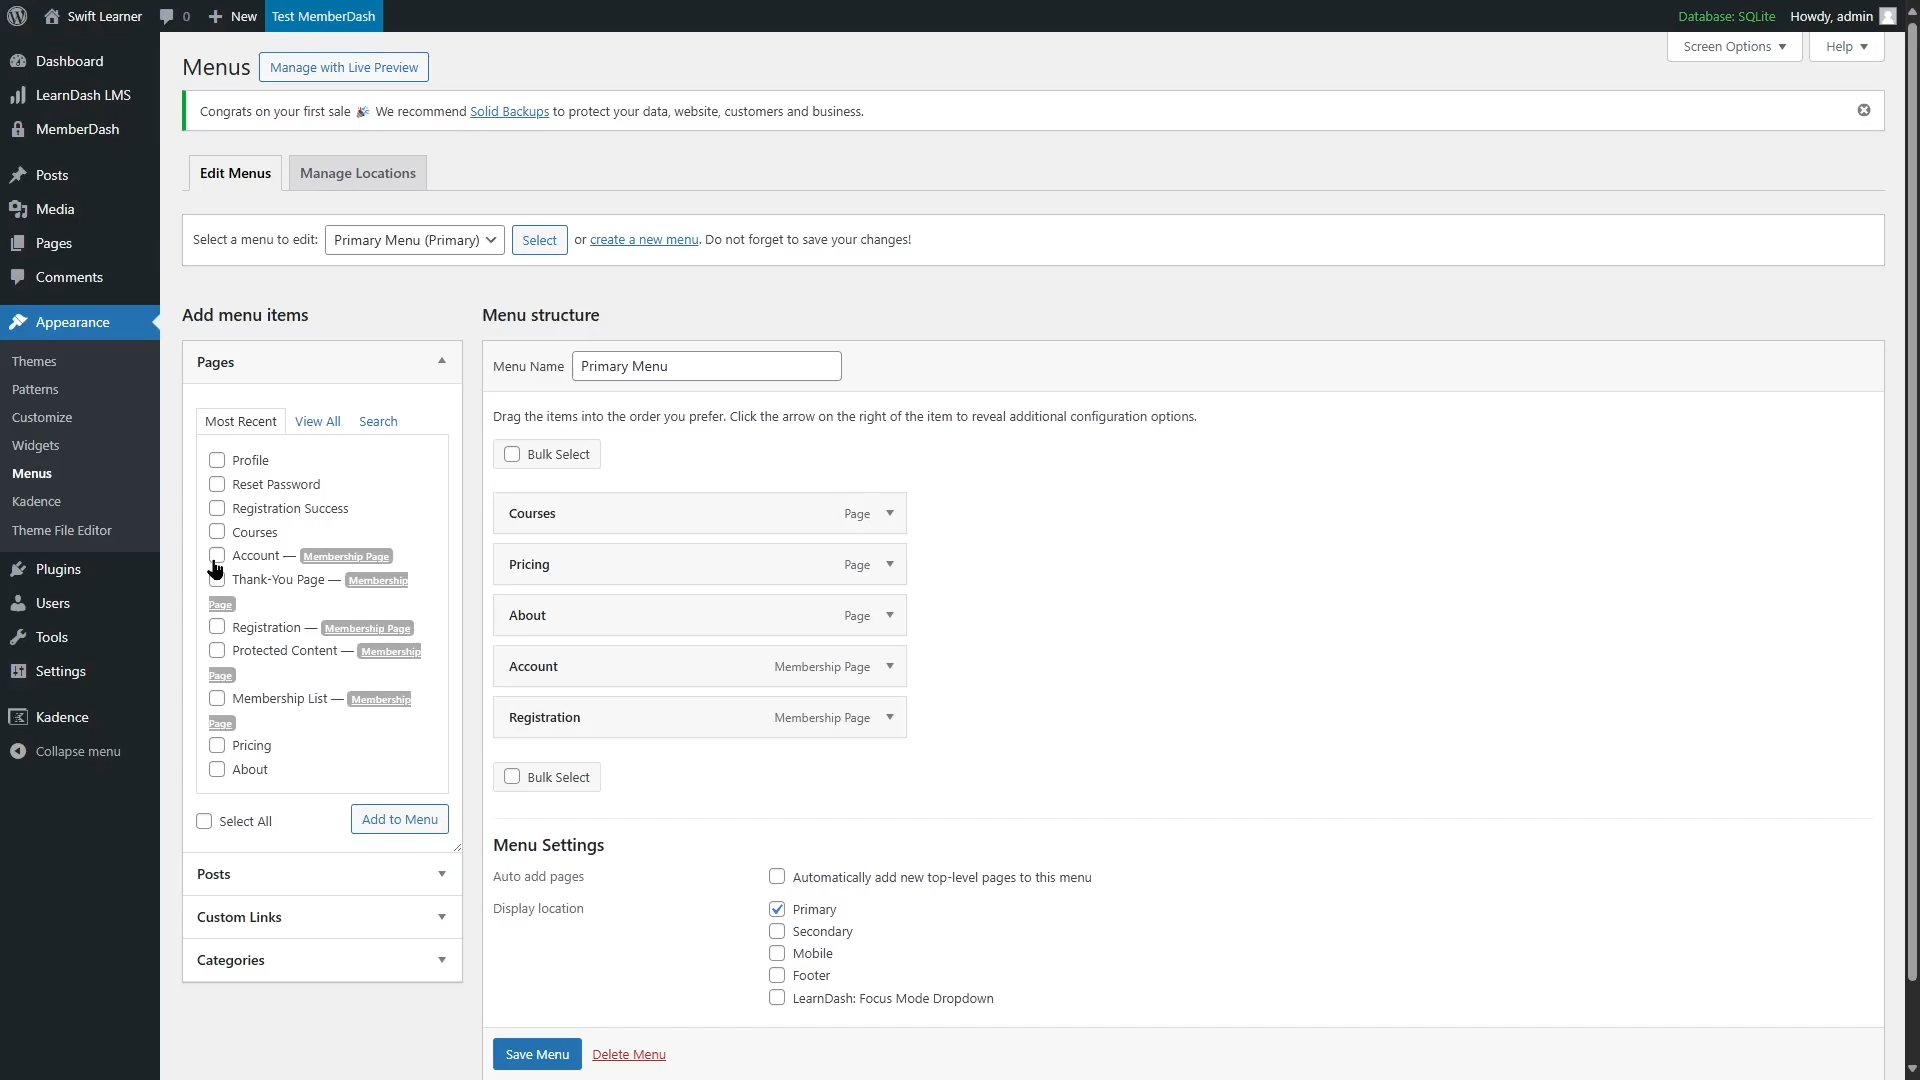 Swift Learner
0
New
Test MemberDash
Database: SQLite
Howdy, admin
Dashboard
LearnDash LMS
MemberDash
Posts
Media
Pages
Comments
Appearance
Themes
Patterns
Customize
Widgets
Menus
Kadence
Theme File Editor
Plugins
Users
Tools
Settings
Kadence
Collapse menu
Screen Options
Help
Menus
Manage with Live Preview
Congrats on your first sale 🎉 We recommend Solid Backups to protect your data, website, customers and business.
Edit Menus
Manage Locations
Select a menu to edit: Primary Menu (Primary) Select or create a new menu. Do not forget to save your changes!
Add menu items
Pages
Most Recent
View All
Search
Profile
Reset Password
Registration Success
Courses
Account — Membership Page
Thank-You Page — Membership
Page
Registration — Membership Page
Protected Content — Membership
Page
Membership List — Membership
Page
Pricing
About
Select All
Add to Menu
Posts
Custom Links
Categories
Menu structure
Menu Name Primary Menu
Drag the items into the order you prefer. Click the arrow on the right of the item to reveal additional configuration options.
Bulk Select
Courses Page
Pricing Page
About Page
Account Membership Page
Registration Membership Page
Bulk Select
Menu Settings
Auto add pages
Automatically add new top-level pages to this menu
Display location
Primary
Secondary
Mobile
Footer
LearnDash: Focus Mode Dropdown
Save Menu
Delete Menu